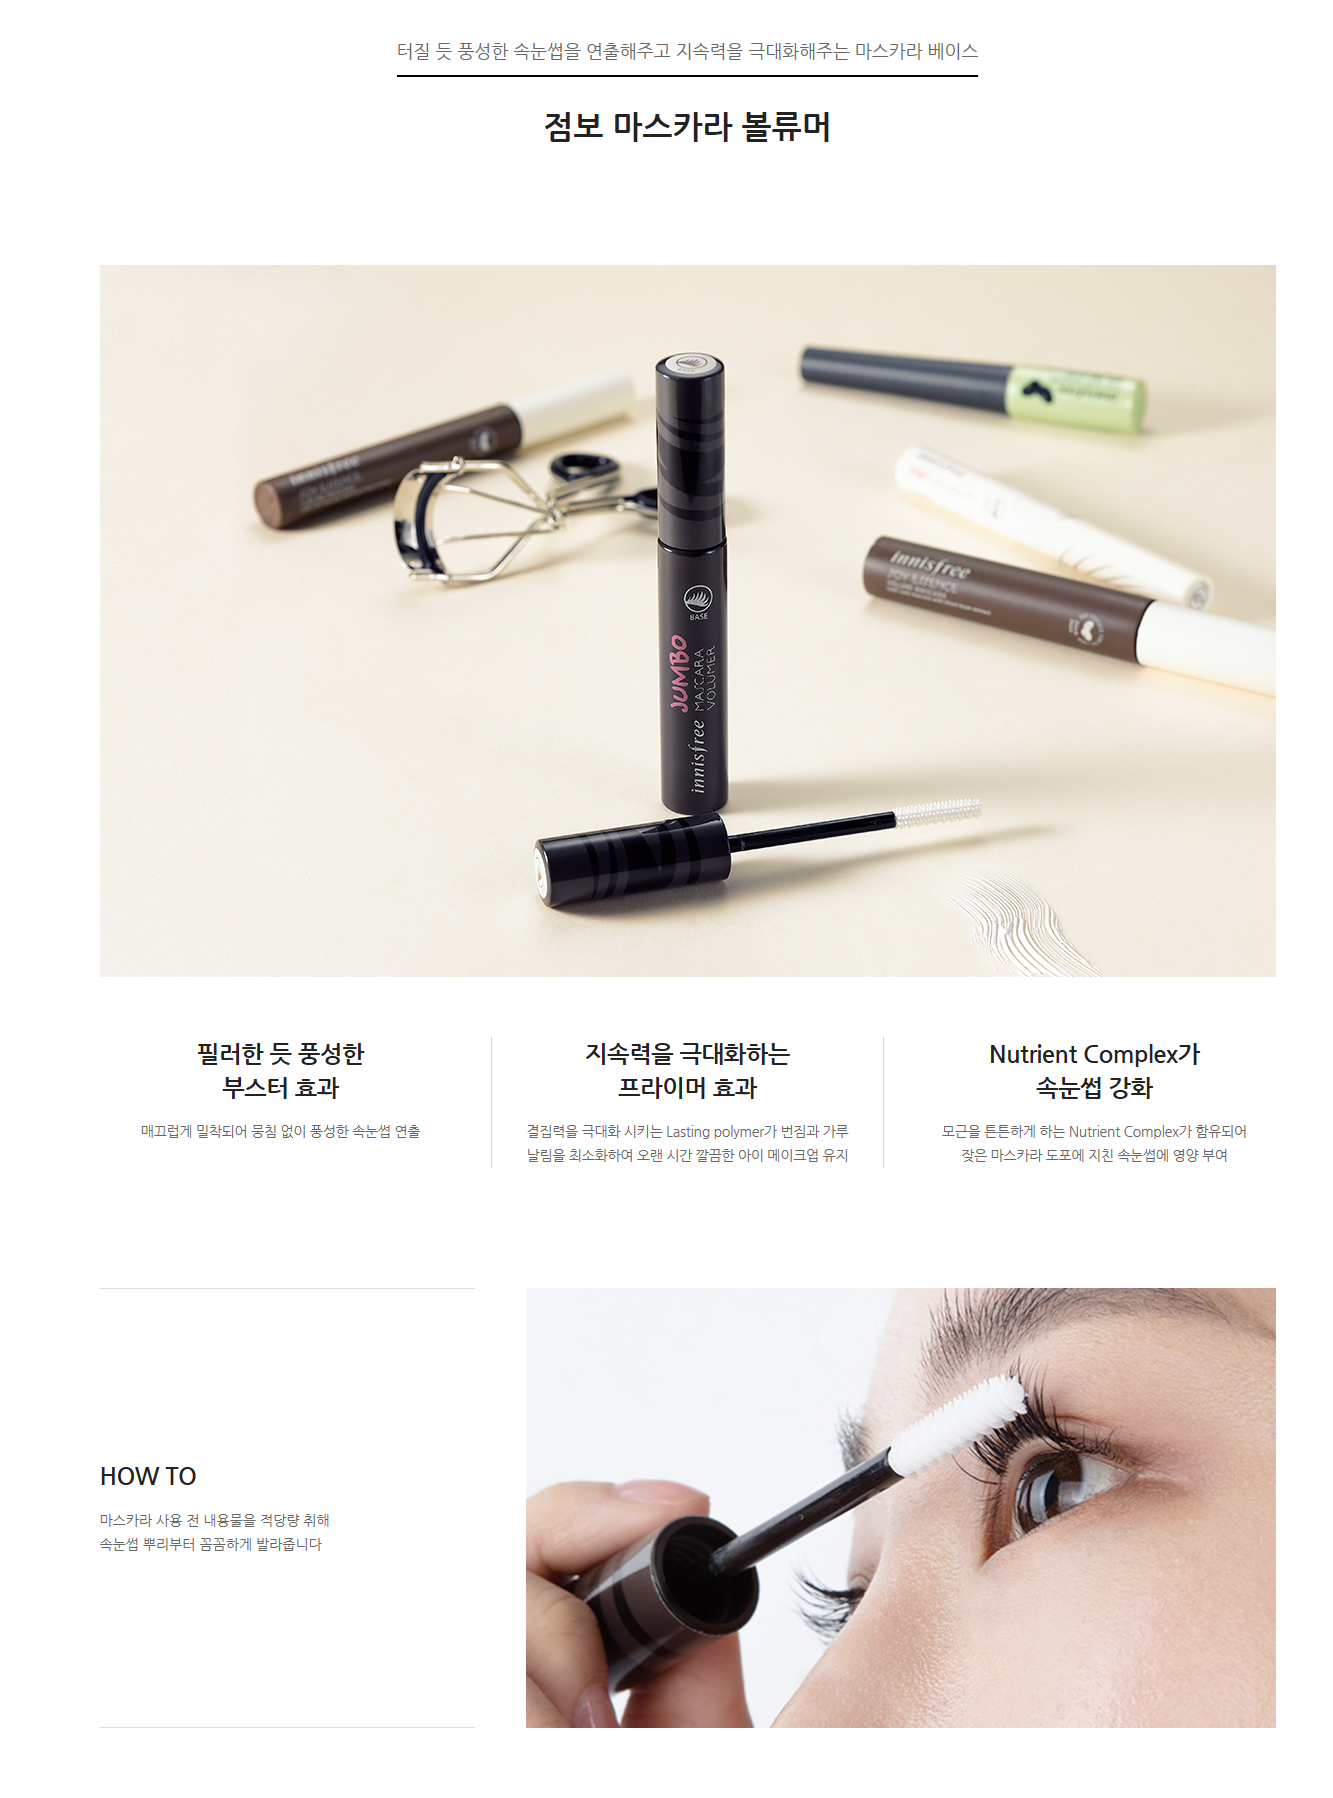 터질 듯 풍성한 속눈썹을 연출해주고 지속력을 극대화해주는 마스카라 베이스
점보 마스카라 볼류머
innisfree
JUMBO
MASCARA
VOLUMER
BASE
innisfree
JOY ESSENCE
VOLUME MASCARA
innisfree
JOY ESSENCE
필러한 듯 풍성한
부스터 효과
매끄럽게 밀착되어 뭉침 없이 풍성한 속눈썹 연출
지속력을 극대화하는
프라이머 효과
결집력을 극대화 시키는 Lasting polymer가 번짐과 가루
날림을 최소화하여 오랜 시간 깔끔한 아이 메이크업 유지
Nutrient Complex가
속눈썹 강화
모근을 튼튼하게 하는 Nutrient Complex가 함유되어
잦은 마스카라 도포에 지친 속눈썹에 영양 부여
HOW TO
마스카라 사용 전 내용물을 적당량 취해
속눈썹 뿌리부터 꼼꼼하게 발라줍니다